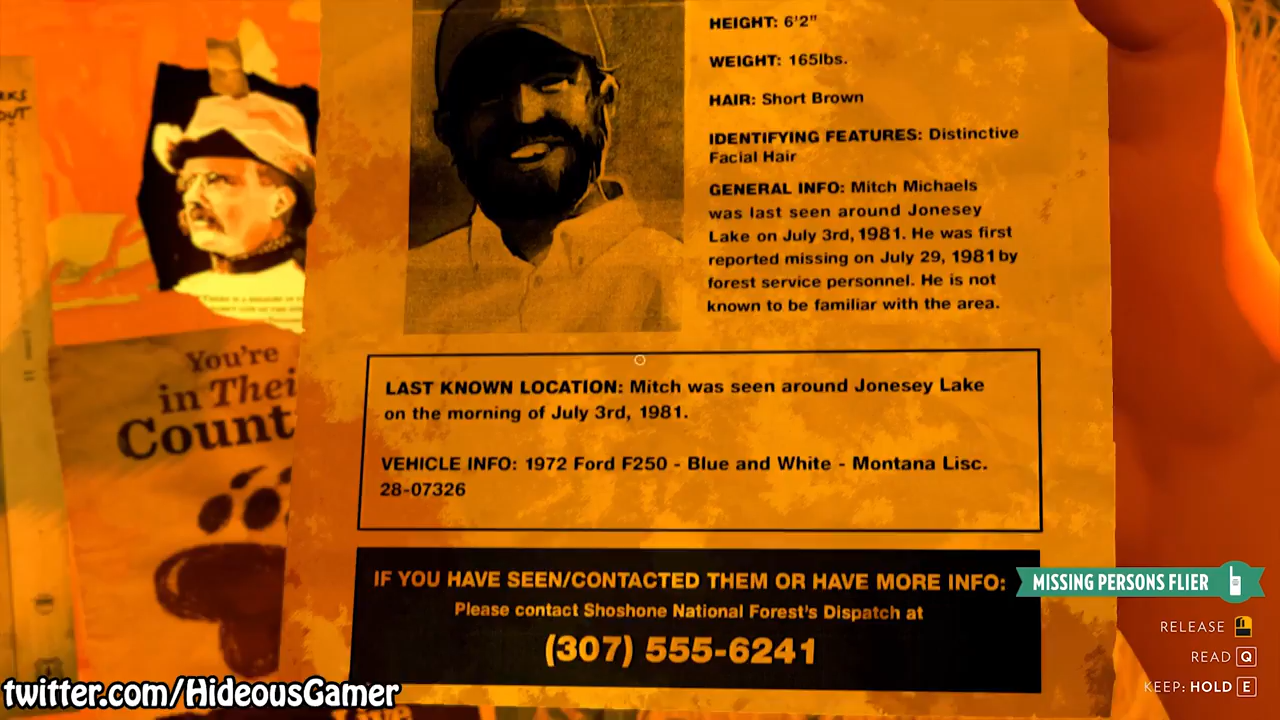 HEIGHT: 6'2"
WEIGHT: 165lbs.
HAIR: Short Brown
IDENTIFYING FEATURES: Distinctive
Facial Hair
GENERAL INFO: Mitch Michaels
was last seen around Jonesey
Lake on July 3rd, 1981. He was first
reported missing on July 29, 1981 by
forest service personnel. He is not
known to be familiar with the area.
You're
in Thei
Count
LAST KNOWN LOCATION: Mitch was seen around Jonesey Lake
on the morning of July 3rd, 1981.
VEHICLE INFO: 1972 Ford F250 - Blue and White - Montana Lisc.
28-07326
IF YOU HAVE SEEN/CONTACTED THEM OR HAVE MORE INFO:
Please contact Shoshone National Forest's Dispatch at
(307) 555-6241
MISSING PERSONS FLIER
RELEASE
READ Q
KEEP: HOLD E
twitter.com/HideousGamer